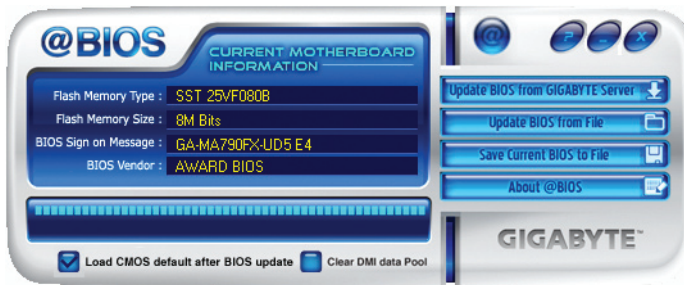 @BIOS
CURRENT MOTHERBOARD
INFORMATION
Flash Memory Type : SST 25VF080B
Flash Memory Size : 8M Bits
BIOS Sign on Message : GA-MA790FX-UD5 E4
BIOS Vendor : AWARD BIOS
Load CMOS default after BIOS update
Clear DMI data Pool
@
? - X
Update BIOS from GIGABYTE Server
Update BIOS from File
Save Current BIOS to File
About @BIOS
GIGABYTE™